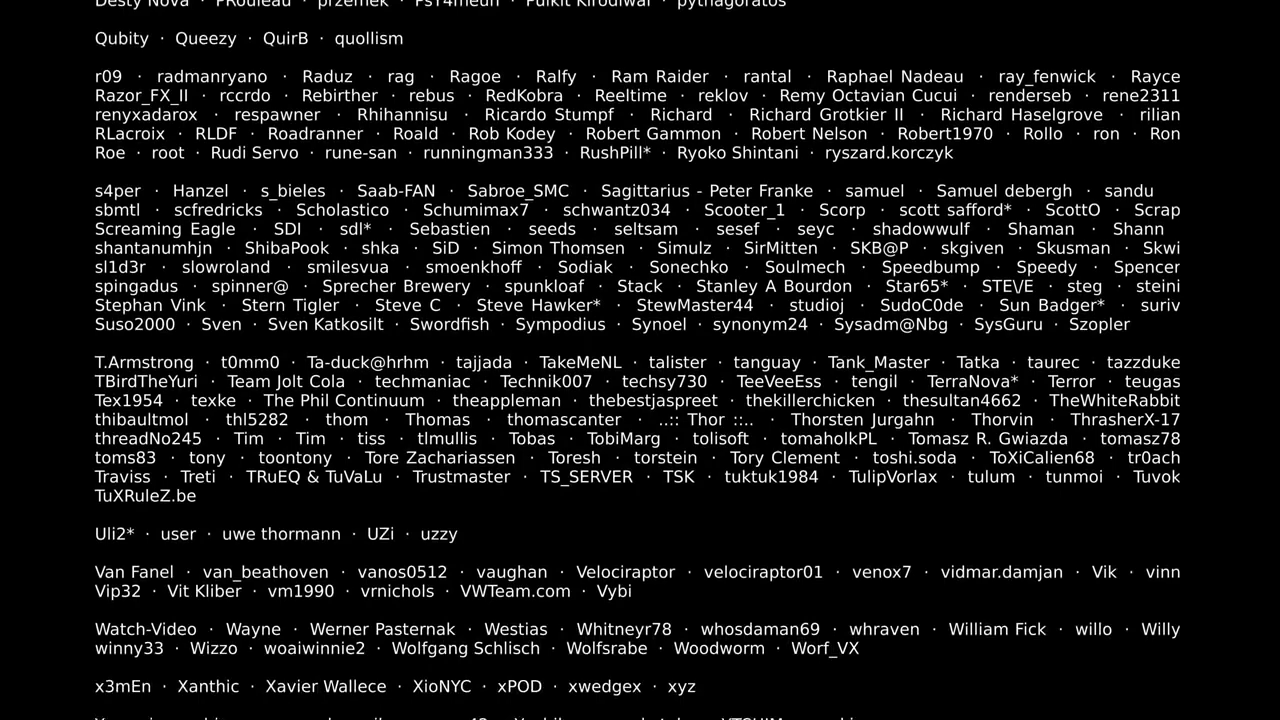 Desty Nova · PRouleau · przemek · PsT4meuh · Pulkit Kirodiwal · pythagoratos
Qubity · Queezy · QuirB · quollism
r09 · radmanryano · Raduz · rag · Ragoe · Ralfy · Ram Raider · rantal · Raphael Nadeau · ray_fenwick · Rayce
Razor_FX_II · rccrdo · Rebirther · rebus · RedKobra · Reeltime · reklov · Remy Octavian Cucui · renderseb · rene2311
renyxadarox · respawner · Rhihannisu · Ricardo Stumpf · Richard · Richard Grotkier II · Richard Haselgrove · rilian
RLacroix · RLDF · Roadranner · Roald · Rob Kodey · Robert Gammon · Robert Nelson · Robert1970 · Rollo · ron · Ron
Roe · root · Rudi Servo · rune-san · runningman333 · RushPill* · Ryoko Shintani · ryszard.korczyk
s4per · Hanzel · s_bieles · Saab-FAN · Sabroe_SMC · Sagittarius - Peter Franke · samuel · Samuel debergh · sandu
sbmtl · scfredricks · Scholastico · Schumimax7 · schwantz034 · Scooter_1 · Scorp · scott safford* · ScottO · Scrap
Screaming Eagle · SDI · sdl* · Sebastien · seeds · seltsam · sesef · seyc · shadowwulf · Shaman · Shann
shantanumhjn · ShibaPook · shka · SiD · Simon Thomsen · Simulz · SirMitten · SKB@P · skgiven · Skusman · Skwi
sl1d3r · slowroland · smilesvua · smoenkhoff · Sodiak · Sonechko · Soulmech · Speedbump · Speedy · Spencer
spingadus · spinner@ · Sprecher Brewery · spunkloaf · Stack · Stanley A Bourdon · Star65* · STE\/E · steg · steini
Stephan Vink · Stern Tigler · Steve C · Steve Hawker* · StewMaster44 · studioj · SudoC0de · Sun Badger* · suriv
Suso2000 · Sven · Sven Katkosilt · Swordfish · Sympodius · Synoel · synonym24 · Sysadm@Nbg · SysGuru · Szopler
T.Armstrong · t0mm0 · Ta-duck@hrhm · tajjada · TakeMeNL · talister · tanguay · Tank_Master · Tatka · taurec · tazzduke
TBirdTheYuri · Team Jolt Cola · techmaniac · Technik007 · techsy730 · TeeVeeEss · tengil · TerraNova* · Terror · teugas
Tex1954 · texke · The Phil Continuum · theappleman · thebestjaspreet · thekillerchicken · thesultan4662 · TheWhiteRabbit
thibaultmol · thl5282 · thom · Thomas · thomascanter · ..:: Thor ::.. · Thorsten Jurgahn · Thorvin · ThrasherX-17
threadNo245 · Tim · Tim · tiss · tlmullis · Tobas · TobiMarg · tolisoft · tomaholkPL · Tomasz R. Gwiazda · tomasz78
toms83 · tony · toontony · Tore Zachariassen · Toresh · torstein · Tory Clement · toshi.soda · ToXiCalien68 · tr0ach
Traviss · Treti · TRuEQ & TuVaLu · Trustmaster · TS_SERVER · TSK · tuktuk1984 · TulipVorlax · tulum · tunmoi · Tuvok
TuXRuleZ.be
Uli2* · user · uwe thormann · UZi · uzzy
Van Fanel · van_beathoven · vanos0512 · vaughan · Velociraptor · velociraptor01 · venox7 · vidmar.damjan · Vik · vinn
Vip32 · Vit Kliber · vm1990 · vrnichols · VWTeam.com · Vybi
Watch-Video · Wayne · Werner Pasternak · Westias · Whitneyr78 · whosdaman69 · whraven · William Fick · willo · Willy
winny33 · Wizzo · woaiwinnie2 · Wolfgang Schlisch · Wolfsrabe · Woodworm · Worf_VX
x3mEn · Xanthic · Xavier Wallece · XioNYC · xPOD · xwedgex · xyz